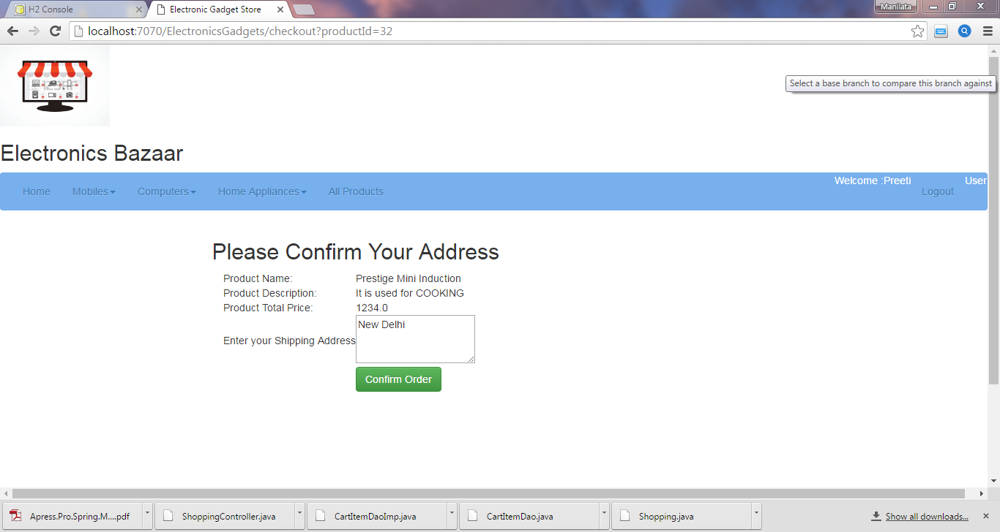 H2 Console
Electronic Gadget Store
Manilata
localhost:7070/ElectronicsGadgets/checkout?productId=32
Select a base branch to compare this branch against
Electronics Bazaar
Welcome :Preeti
User
Home
Mobiles
Computers
Home Appliances
All Products
Logout
Please Confirm Your Address
Product Name: Prestige Mini Induction
Product Description: It is used for COOKING
Product Total Price: 1234.0
Enter your Shipping Address New Delhi
Confirm Order
Apress.Pro.Spring.M....pdf
ShoppingController.java
CartItemDaoImp.java
CartItemDao.java
Shopping.java
Show all downloads...